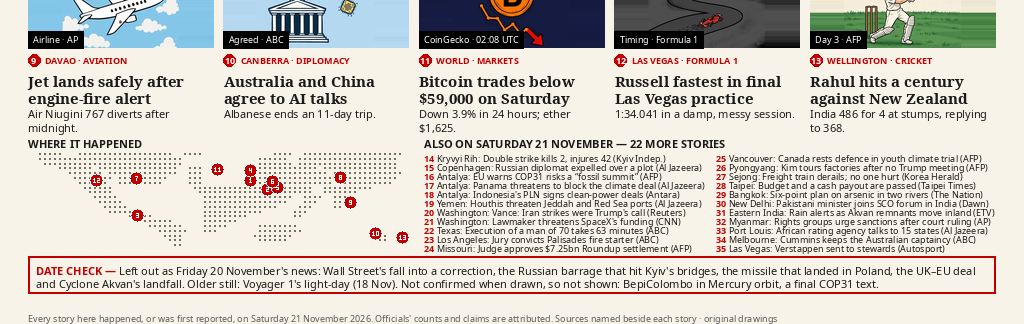 Airline · AP
Agreed · ABC
CoinGecko · 02:08 UTC
Timing · Formula 1
Day 3 · AFP
9 DAVAO · AVIATION
Jet lands safely after
engine-fire alert
Air Niugini 767 diverts after
midnight.
10 CANBERRA · DIPLOMACY
Australia and China
agree to AI talks
Albanese ends an 11-day trip.
11 WORLD · MARKETS
Bitcoin trades below
$59,000 on Saturday
Down 3.9% in 24 hours; ether
$1,625.
12 LAS VEGAS · FORMULA 1
Russell fastest in final
Las Vegas practice
1:34.041 in a damp, messy session.
13 WELLINGTON · CRICKET
Rahul hits a century
against New Zealand
India 486 for 4 at stumps, replying
to 368.
WHERE IT HAPPENED
ALSO ON SATURDAY 21 NOVEMBER — 22 MORE STORIES
14 Kryvyi Rih: Double strike kills 2, injures 42 (Kyiv Indep.)
15 Copenhagen: Russian diplomat expelled over a plot (Al Jazeera)
16 Antalya: EU warns COP31 risks a "fossil summit" (AFP)
17 Antalya: Panama threatens to block the climate deal (Al Jazeera)
18 Antalya: Indonesia's PLN signs clean-power deals (Antara)
19 Yemen: Houthis threaten Jeddah and Red Sea ports (Al Jazeera)
20 Washington: Vance: Iran strikes were Trump's call (Reuters)
21 Washington: Lawmaker threatens SpaceX's funding (CNN)
22 Texas: Execution of a man of 70 takes 63 minutes (ABC)
23 Los Angeles: Jury convicts Palisades fire starter (ABC)
24 Missouri: Judge approves $7.25bn Roundup settlement (AFP)
25 Vancouver: Canada rests defence in youth climate trial (AFP)
26 Pyongyang: Kim tours factories after no Trump meeting (AFP)
27 Sejong: Freight train derails; no one hurt (Korea Herald)
28 Taipei: Budget and a cash payout are passed (Taipei Times)
29 Bangkok: Six-point plan on arsenic in two rivers (The Nation)
30 New Delhi: Pakistani minister joins SCO forum in India (Dawn)
31 Eastern India: Rain alerts as Akvan remnants move inland (ETV)
32 Myanmar: Rights groups urge sanctions after court ruling (AP)
33 Port Louis: African rating agency talks to 15 states (Al Jazeera)
34 Melbourne: Cummins keeps the Australian captaincy (ABC)
35 Las Vegas: Verstappen sent to stewards (Autosport)
DATE CHECK — Left out as Friday 20 November's news: Wall Street's fall into a correction, the Russian barrage that hit Kyiv's bridges, the missile that landed in Poland, the UK–EU deal
and Cyclone Akvan's landfall. Older still: Voyager 1's light-day (18 Nov). Not confirmed when drawn, so not shown: BepiColombo in Mercury orbit, a final COP31 text.
Every story here happened, or was first reported, on Saturday 21 November 2026. Officials' counts and claims are attributed. Sources named beside each story · original drawings